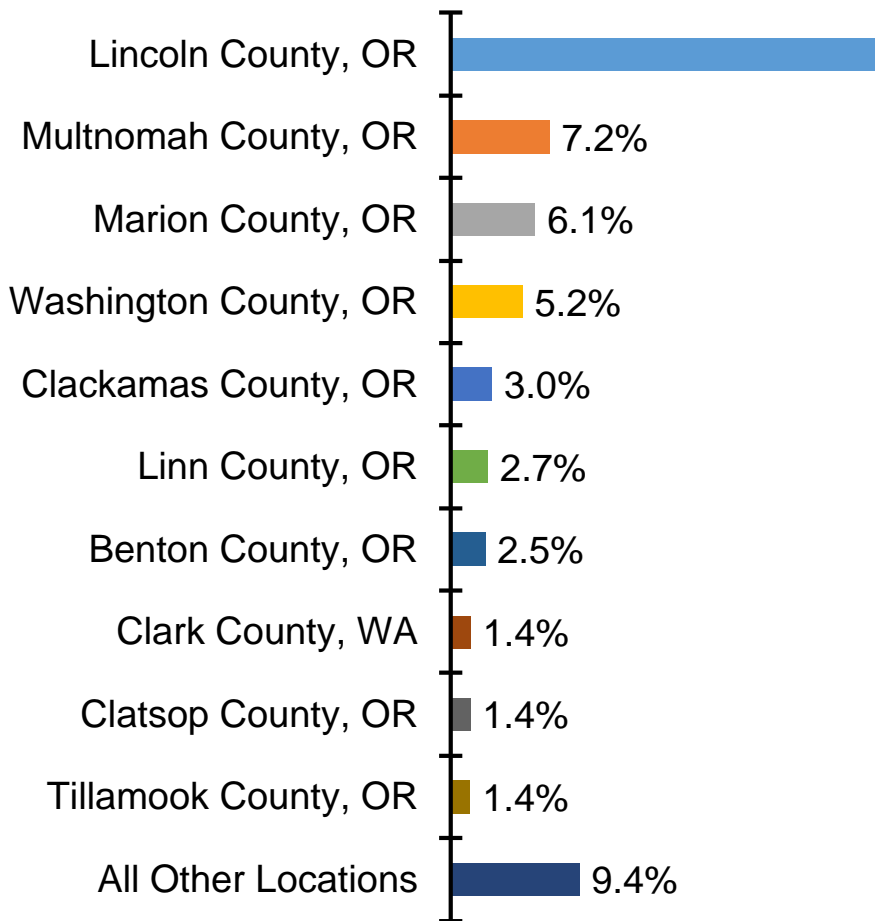 Lincoln County, OR
Multnomah County, OR 7.2%
Marion County, OR 6.1%
Washington County, OR 5.2%
Clackamas County, OR 3.0%
Linn County, OR 2.7%
Benton County, OR 2.5%
Clark County, WA 1.4%
Clatsop County, OR 1.4%
Tillamook County, OR 1.4%
All Other Locations 9.4%